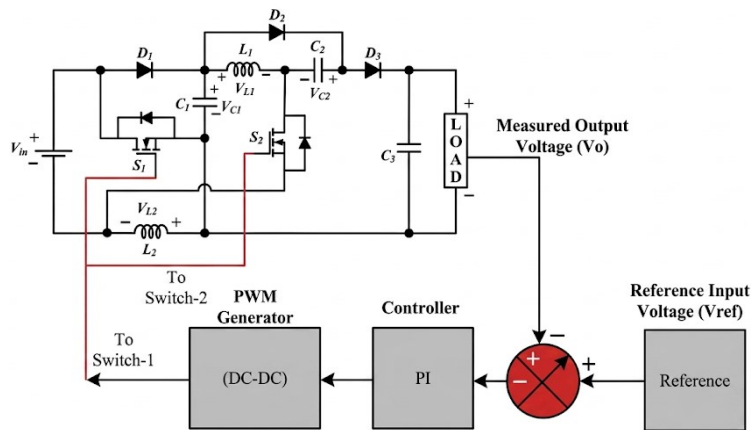 D2
D1
L1
C2
D3
+
−
−
+
VL1
VC2
+
C1
VC1
−
+
Vin
−
S1
S2
C3
+
LOAD
−
Measured Output
Voltage (Vo)
VL2
−
+
L2
To
Switch-2
PWM
Generator
Controller
Reference Input
Voltage (Vref)
To
Switch-1
(DC-DC)
PI
−
+
−
+
Reference